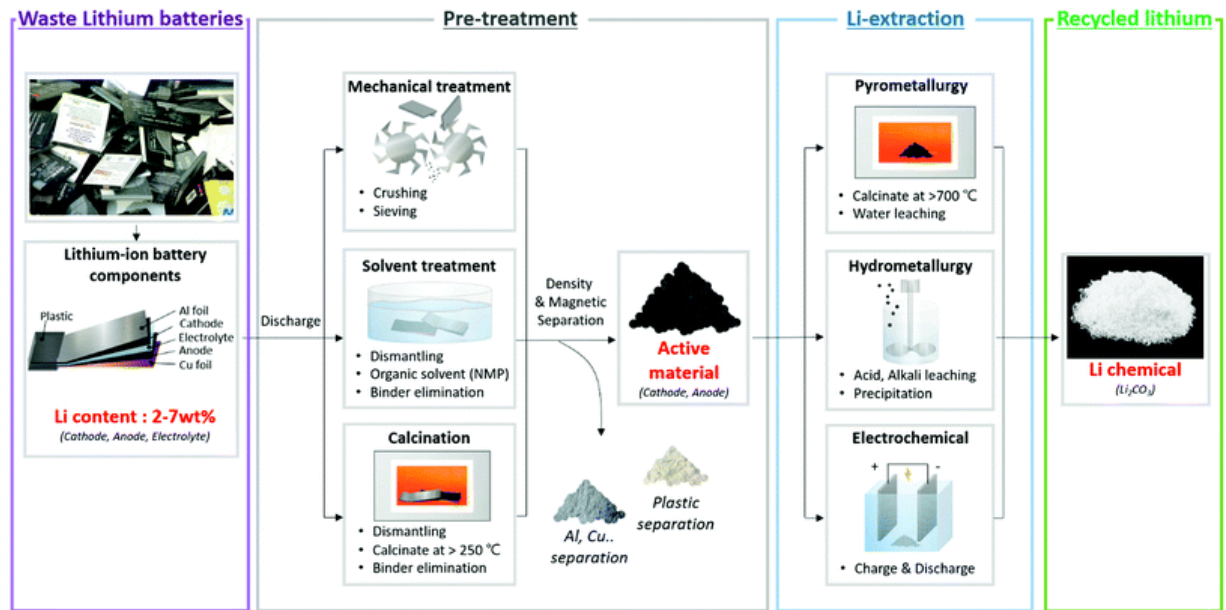 Waste Lithium batteries
Lithium-ion battery
components
Plastic
Al foil
Cathode
Electrolyte
Anode
Cu foil
Li content : 2-7wt%
(Cathode, Anode, Electrolyte)
Discharge
Pre-treatment
Mechanical treatment
• Crushing
• Sieving
Solvent treatment
• Dismantling
• Organic solvent (NMP)
• Binder elimination
Calcination
• Dismantling
• Calcinate at > 250 ℃
• Binder elimination
Density
& Magnetic
Separation
Al, Cu..
separation
Plastic
separation
Active
material
(Cathode, Anode)
Li-extraction
Pyrometallurgy
• Calcinate at >700 ℃
• Water leaching
Hydrometallurgy
• Acid, Alkali leaching
• Precipitation
Electrochemical
+ -
• Charge & Discharge
Recycled lithium
Li chemical
(Li₂CO₃)